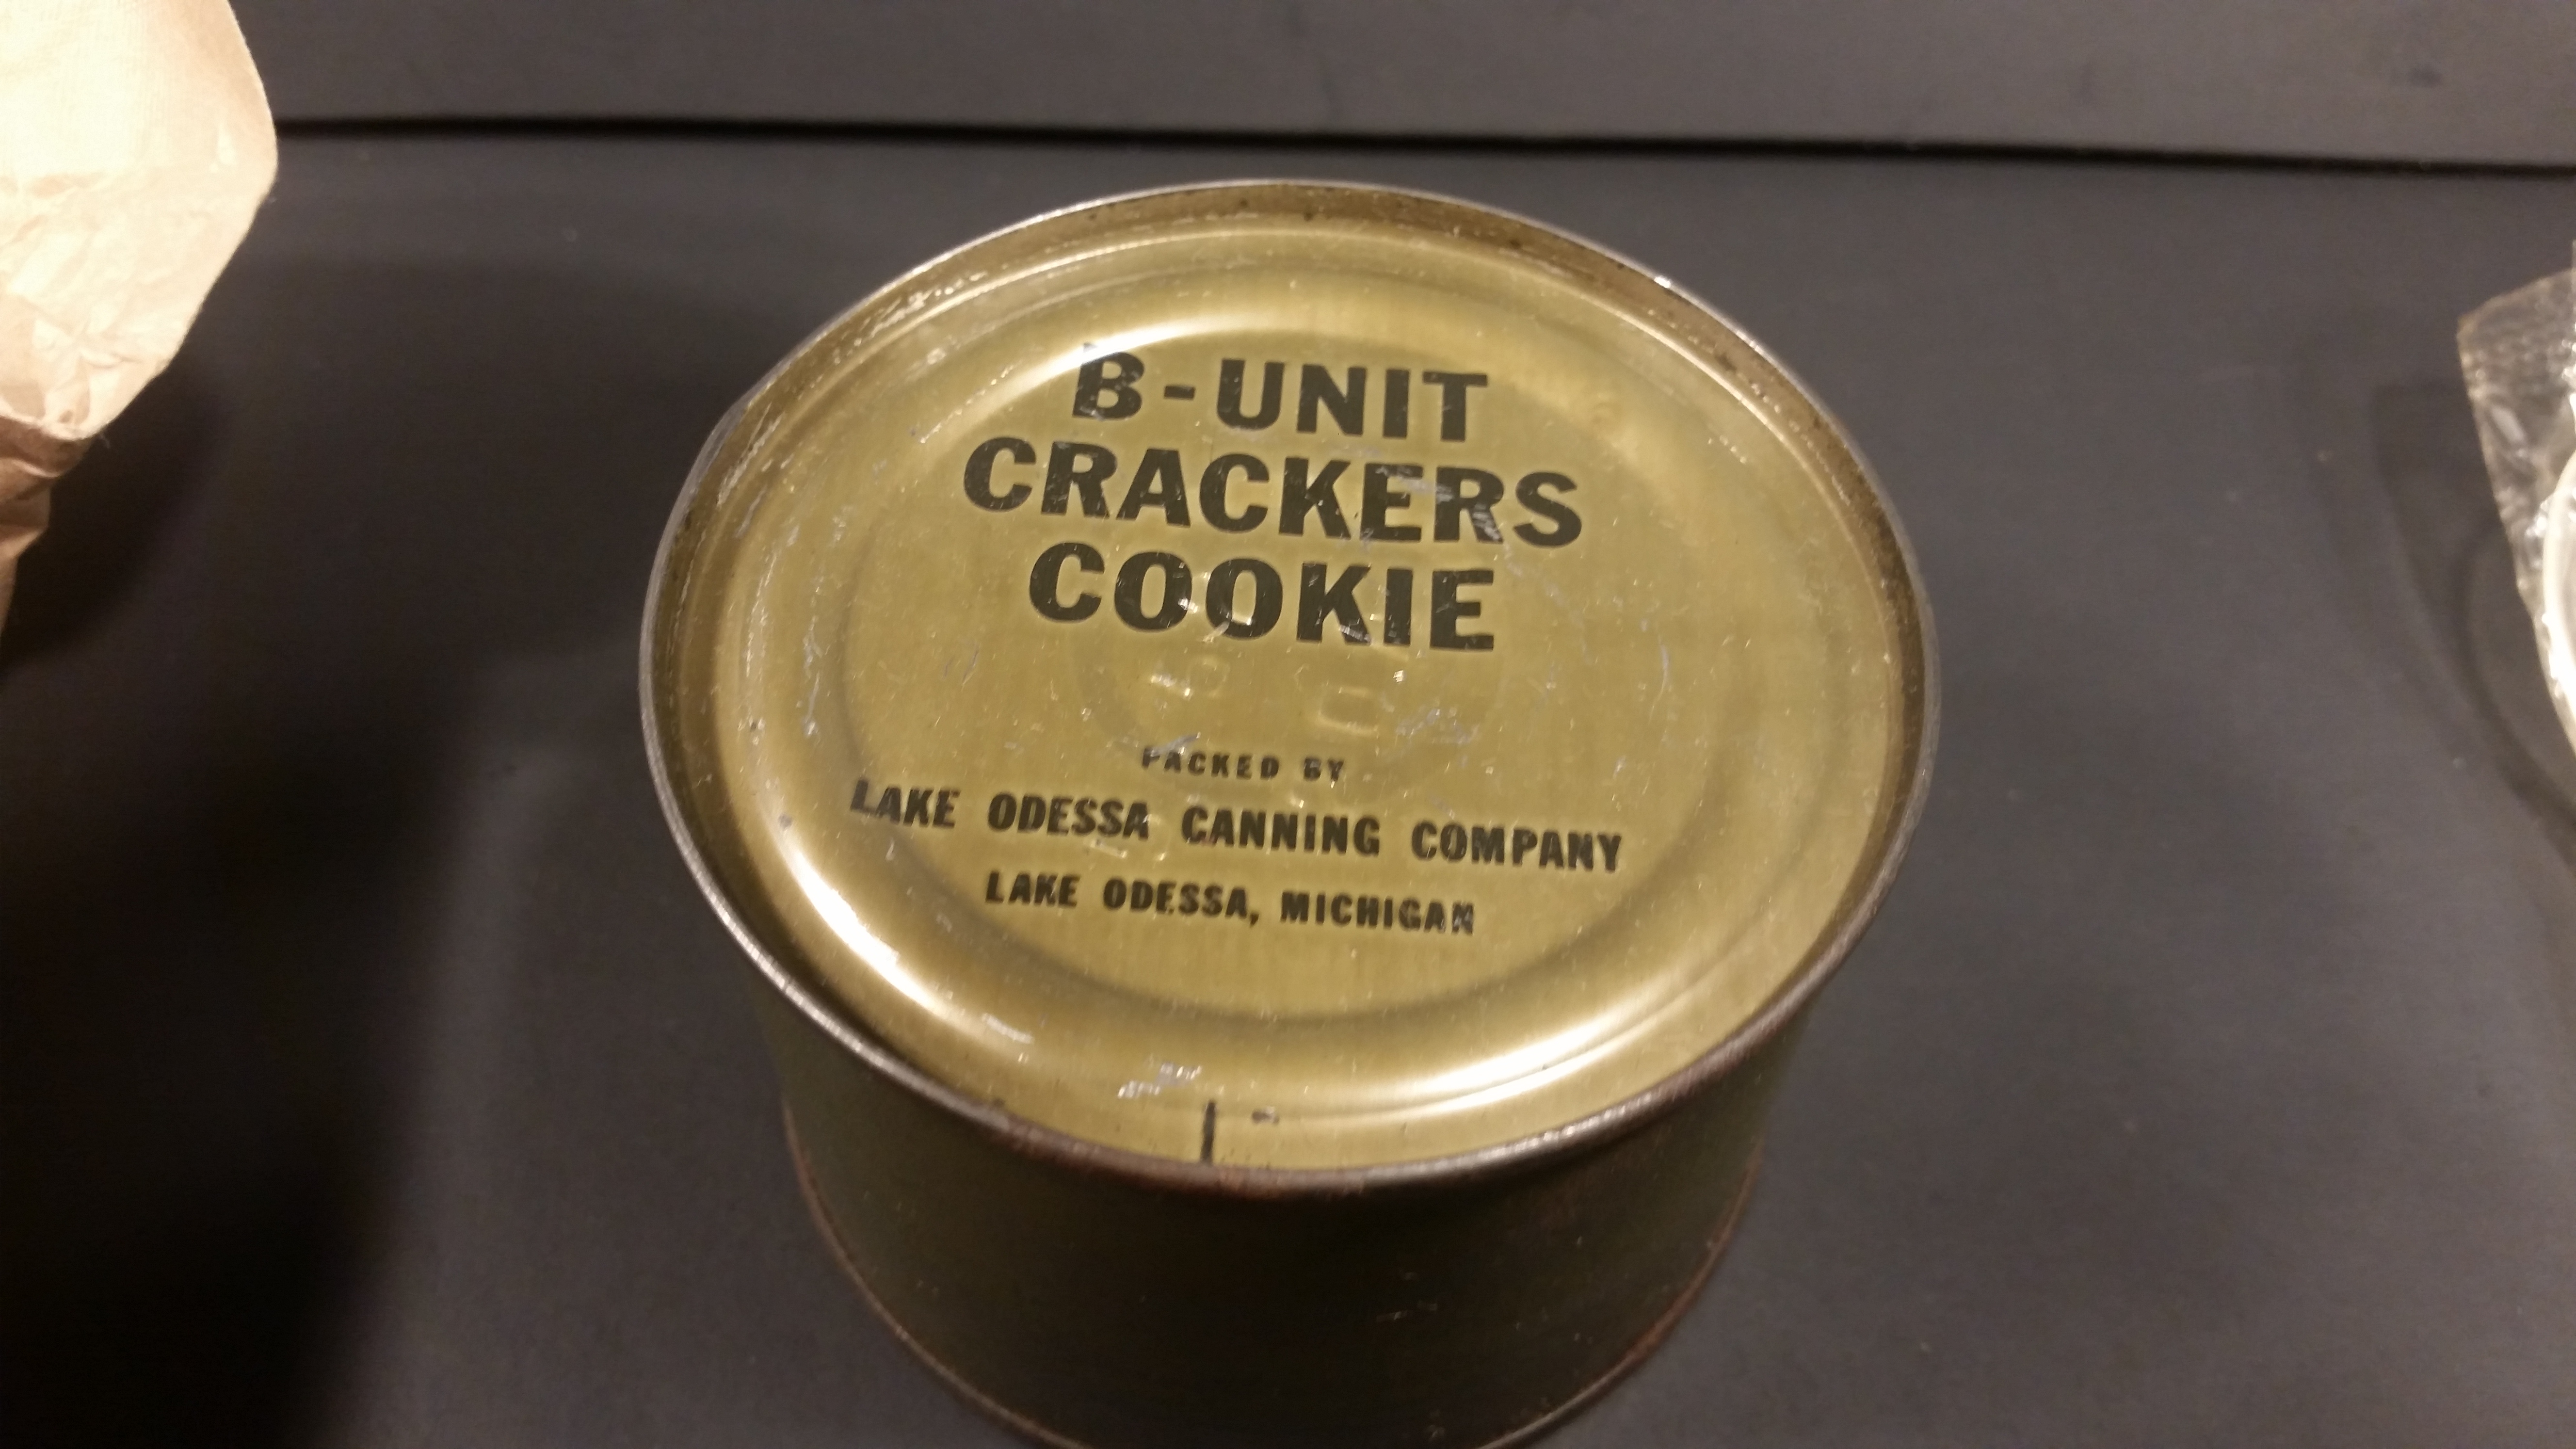 B-UNIT
CRACKERS
COOKIE
PACKED BY
LAKE ODESSA CANNING COMPANY
LAKE ODESSA, MICHIGAN